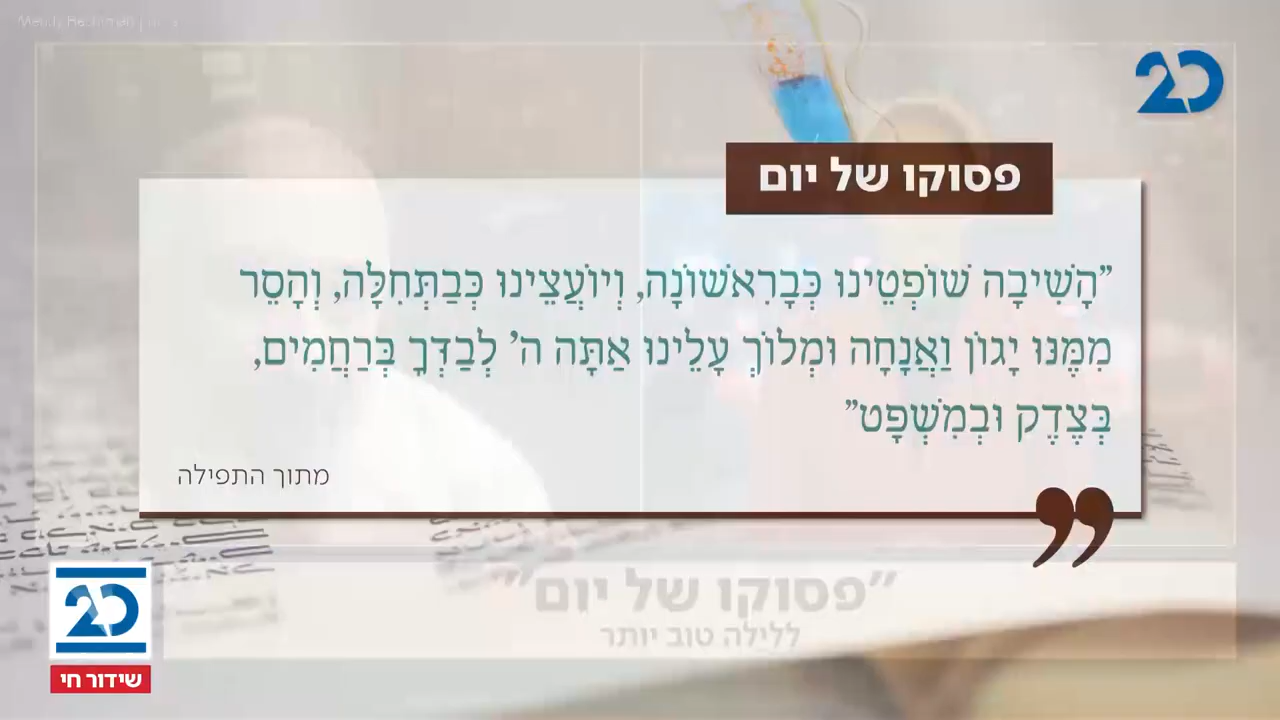 20
פסוקו של יום
"הָשִׁיבָה שׁוֹפְטֵינוּ כְּבָרִאשׁוֹנָה, וְיוֹעֲצֵינוּ כְּבַתְּחִלָּה, וְהָסֵר
מִמֶּנּוּ יָגוֹן וַאֲנָחָה וּמְלוֹךְ עָלֵינוּ אַתָּה ה' לְבַדְּךָ בְּרַחֲמִים,
בְּצֶדֶק וּבְמִשְׁפָּט"
מתוך התפילה
"פסוקו של יום"
ללילה טוב יותר
20
שידור חי